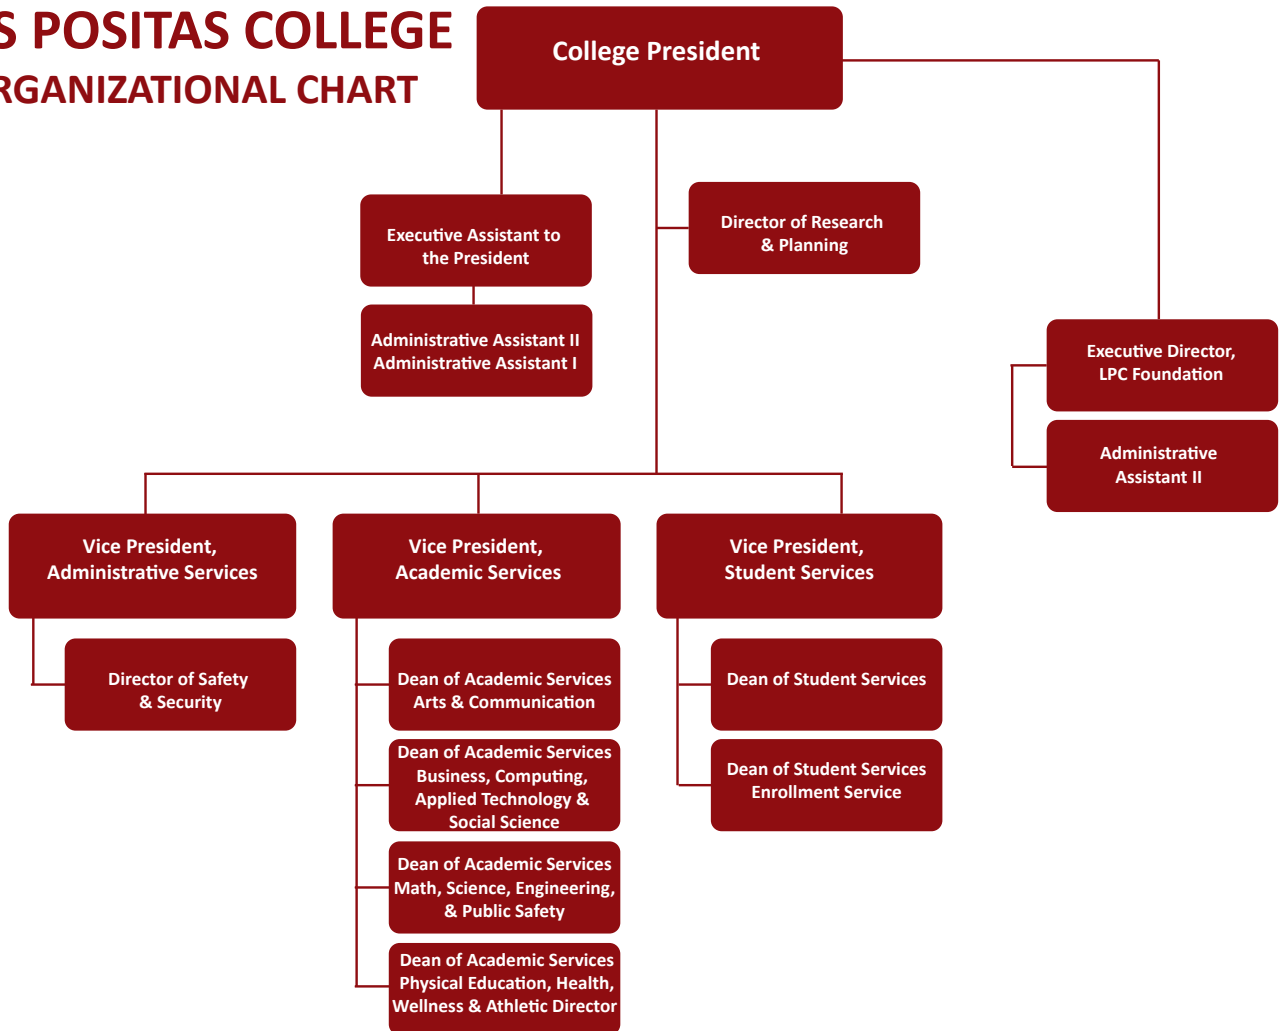 S POSITAS COLLEGE
RGANIZATIONAL CHART
College President
Executive Assistant to
the President
Director of Research
& Planning
Administrative Assistant II
Administrative Assistant I
Executive Director,
LPC Foundation
Administrative
Assistant II
Vice President,
Administrative Services
Vice President,
Academic Services
Vice President,
Student Services
Director of Safety
& Security
Dean of Academic Services
Arts & Communication
Dean of Academic Services
Business, Computing,
Applied Technology &
Social Science
Dean of Academic Services
Math, Science, Engineering,
& Public Safety
Dean of Academic Services
Physical Education, Health,
Wellness & Athletic Director
Dean of Student Services
Dean of Student Services
Enrollment Service